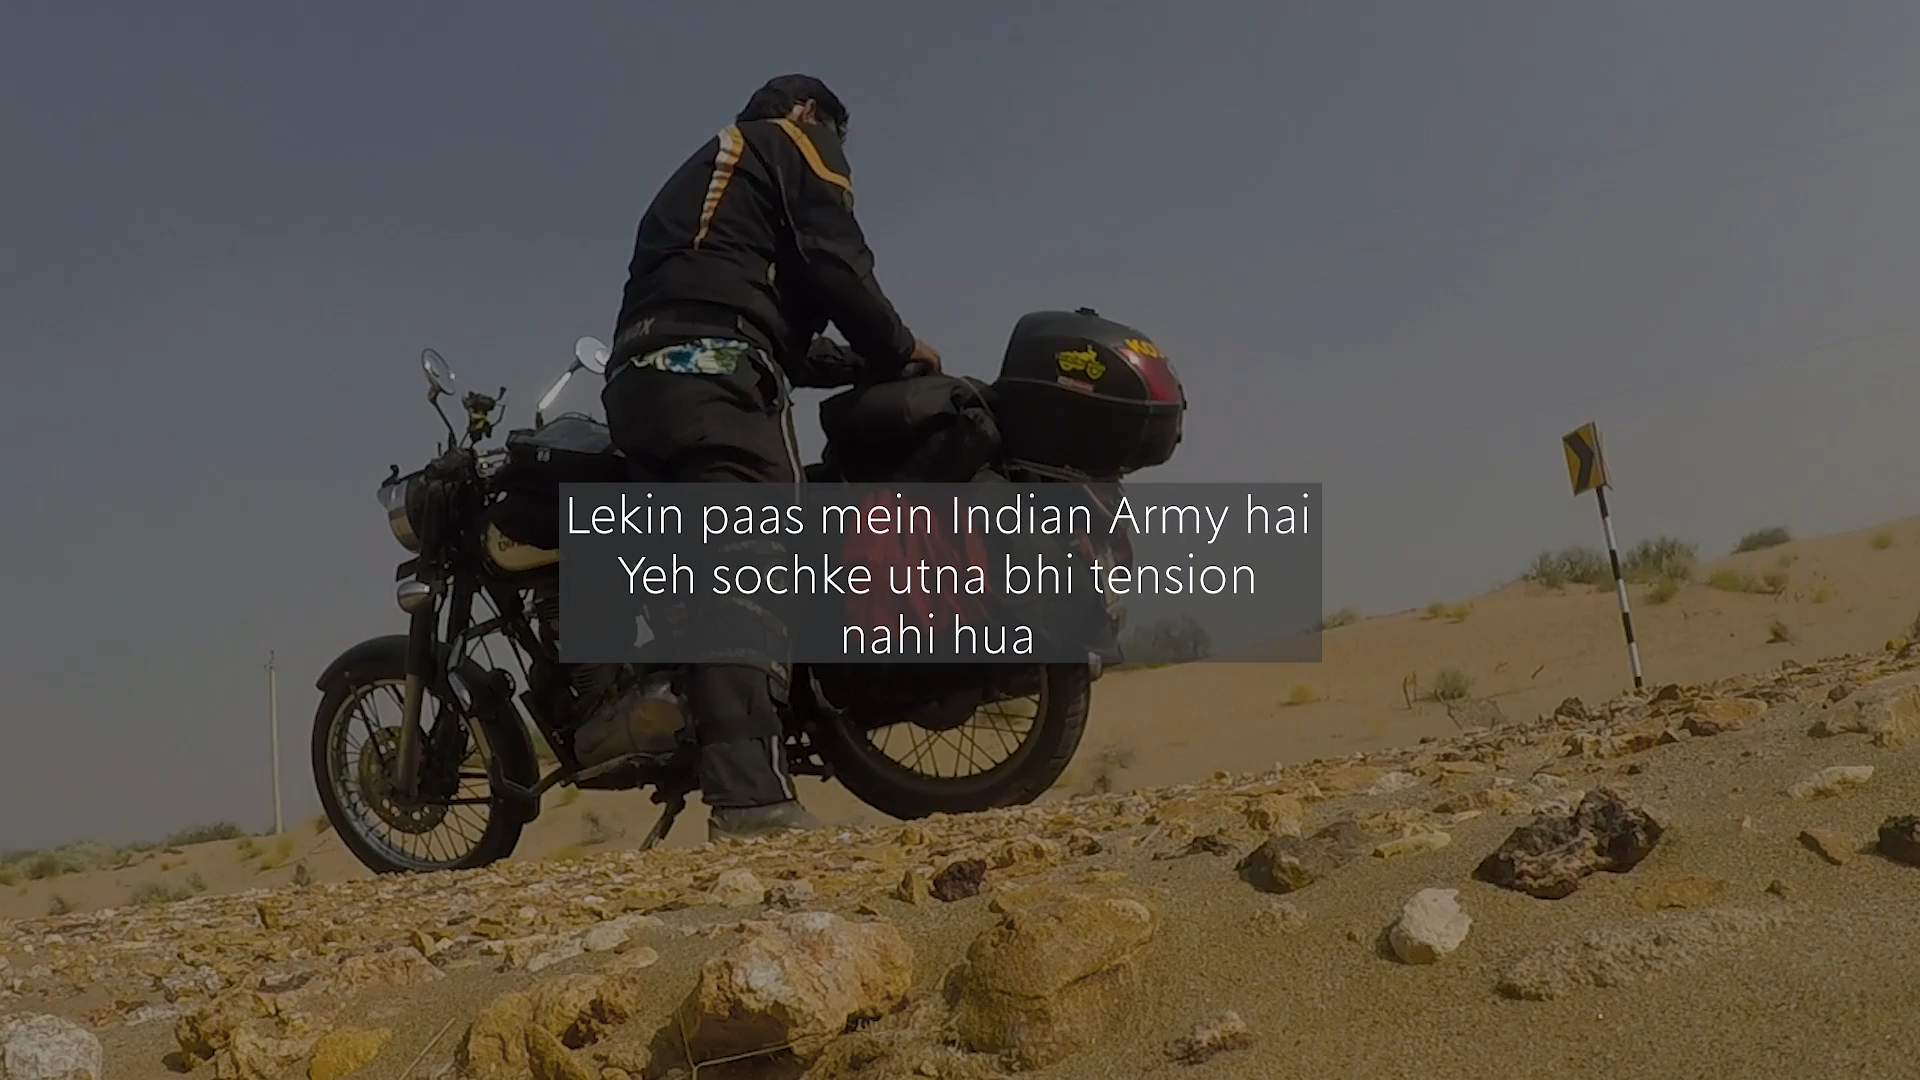 Lekin paas mein Indian Army hai
Yeh sochke utna bhi tension
nahi hua